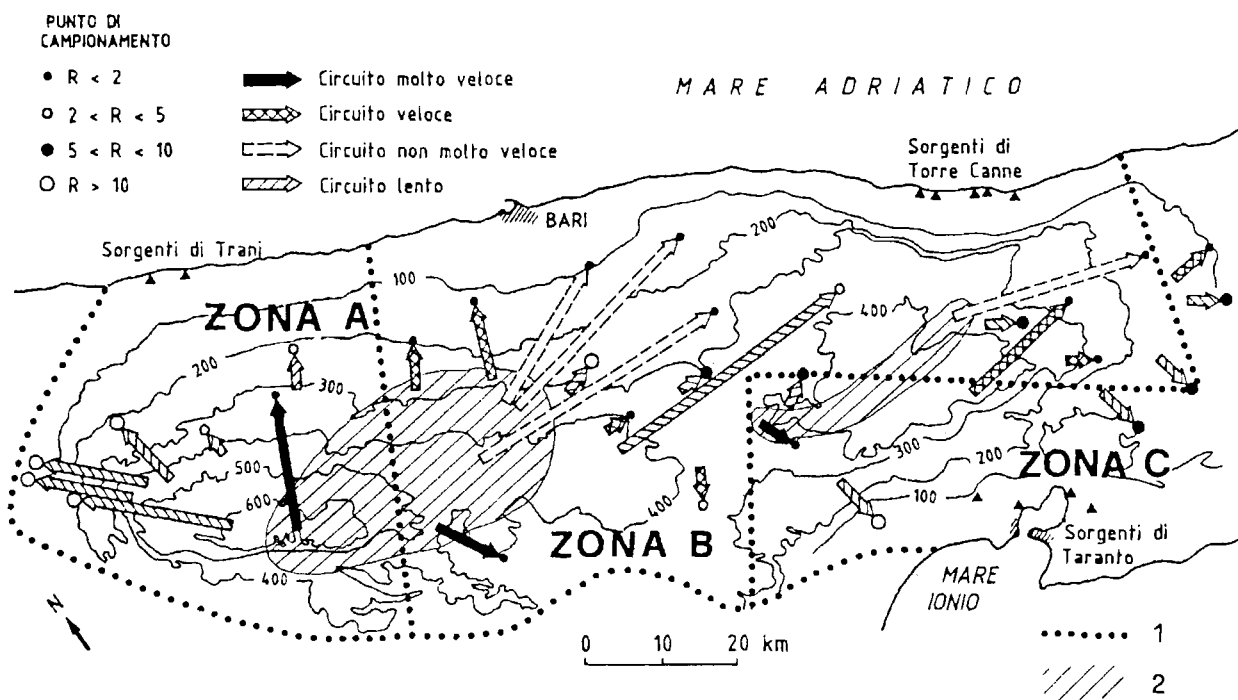 PUNTO DI
CAMPIONAMENTO
R < 2
2 < R < 5
5 < R < 10
R > 10
Circuito molto veloce
Circuito veloce
Circuito non molto veloce
Circuito lento
MARE ADRIATICO
Sorgenti di
Torre Canne
BARI
Sorgenti di Trani
200
100
ZONA A
400
200
300
500
600
400
400
300
200
100
ZONA B
ZONA C
Sorgenti di
Taranto
MARE
IONIO
N
0 10 20 km
1
2